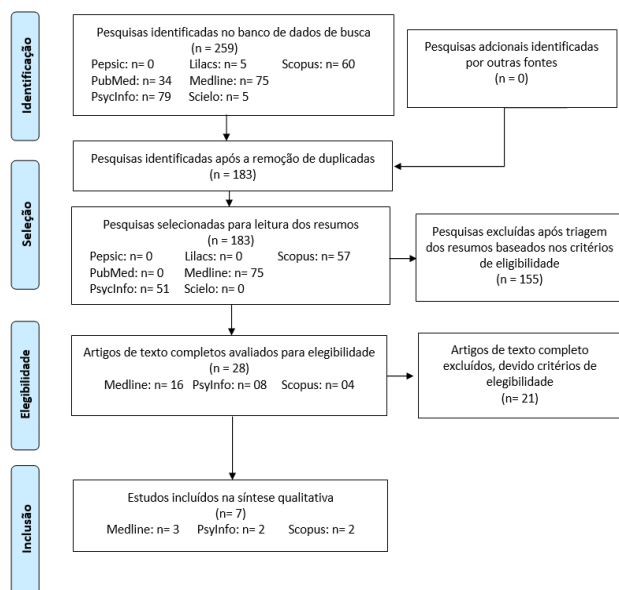 Identificação
Pesquisas identificadas no banco de dados de busca
(n = 259)
Pepsic: n= 0 Lilacs: n= 5 Scopus: n= 60
PubMed: n= 34 Medline: n= 75
PsycInfo: n= 79 Scielo: n= 5
Pesquisas adcionais identificadas
por outras fontes
(n = 0)
Seleção
Pesquisas identificadas após a remoção de duplicadas
(n = 183)
Pesquisas selecionadas para leitura dos resumos
(n = 183)
Pepsic: n= 0 Lilacs: n= 0 Scopus: n= 57
PubMed: n= 0 Medline: n= 75
PsycInfo: n= 51 Scielo: n= 0
Pesquisas excluídas após triagem
dos resumos baseados nos critérios
de eligibilidade
(n = 155)
Elegibilidade
Artigos de texto completos avaliados para elegibilidade
(n = 28)
Medline: n= 16 PsyInfo: n= 08 Scopus: n= 04
Artigos de texto completo
excluídos, devido critérios de
elegibilidade
(n= 21)
Inclusão
Estudos incluídos na síntese qualitativa
(n= 7)
Medline: n= 3 PsyInfo: n= 2 Scopus: n= 2